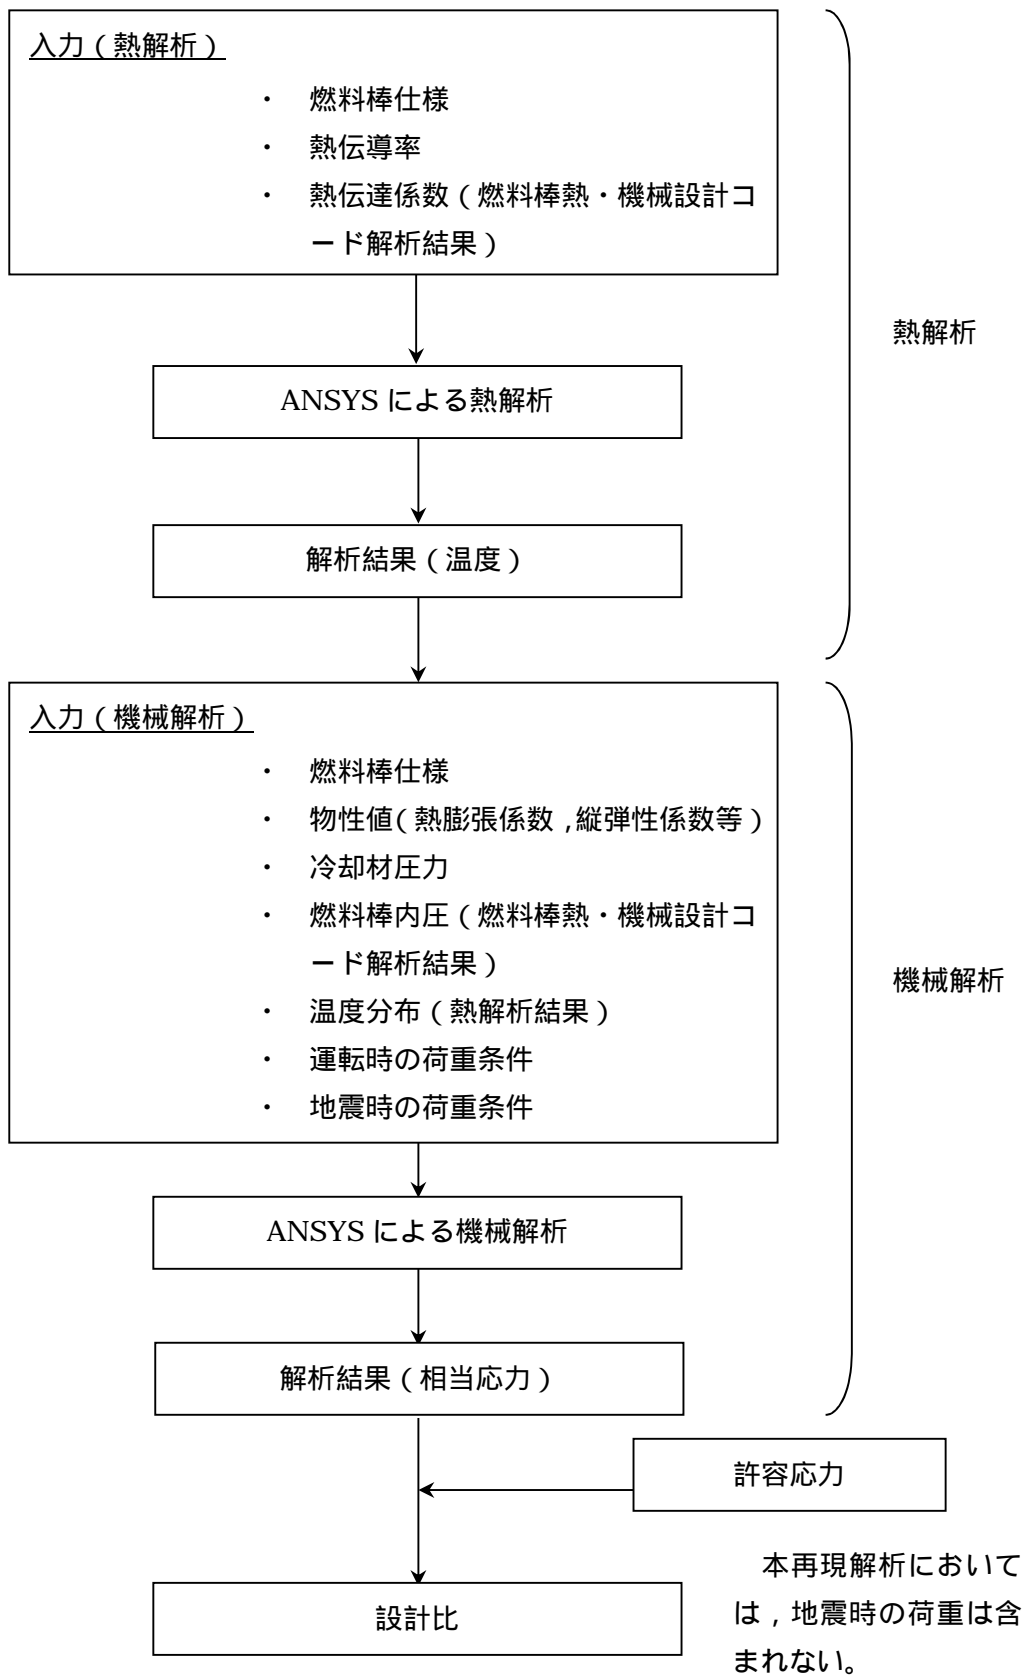 入力（熱解析）
・ 燃料棒仕様
・ 熱伝導率
・ 熱伝達係数（燃料棒熱・機械設計コ
ード解析結果）
熱解析
ANSYS による熱解析
解析結果（温度）
入力（機械解析）
・ 燃料棒仕様
・ 物性値（熱膨張係数，縦弾性係数等）
・ 冷却材圧力
・ 燃料棒内圧（燃料棒熱・機械設計コ
ード解析結果）
・ 温度分布（熱解析結果）
・ 運転時の荷重条件
・ 地震時の荷重条件
機械解析
ANSYS による機械解析
解析結果（相当応力）
許容応力
設計比
本再現解析において
は，地震時の荷重は含
まれない。